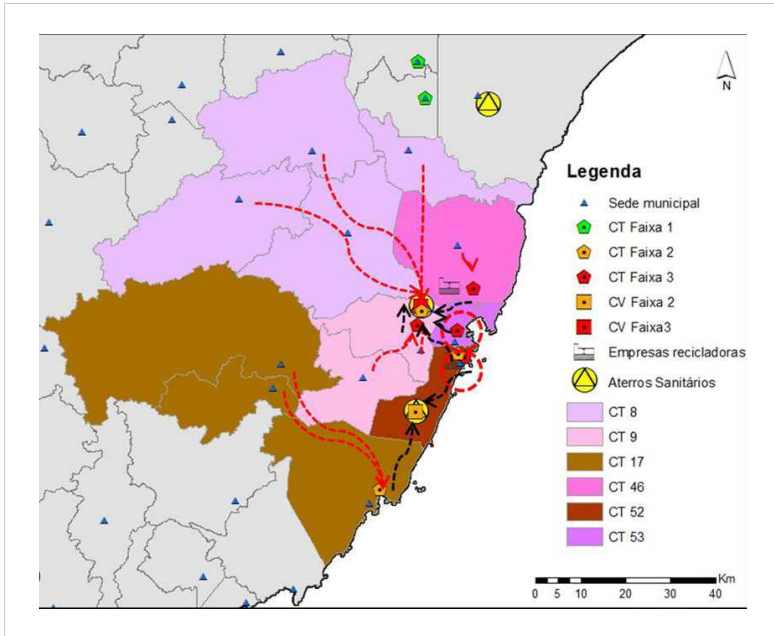 N
Legenda
Sede municipal
CT Faixa 1
CT Faixa 2
CT Faixa 3
CV Faixa 2
CV Faixa3
Empresas recicladoras
Aterros Sanitários
CT 8
CT 9
CT 17
CT 46
CT 52
CT 53
Km
0 5 10 20 30 40